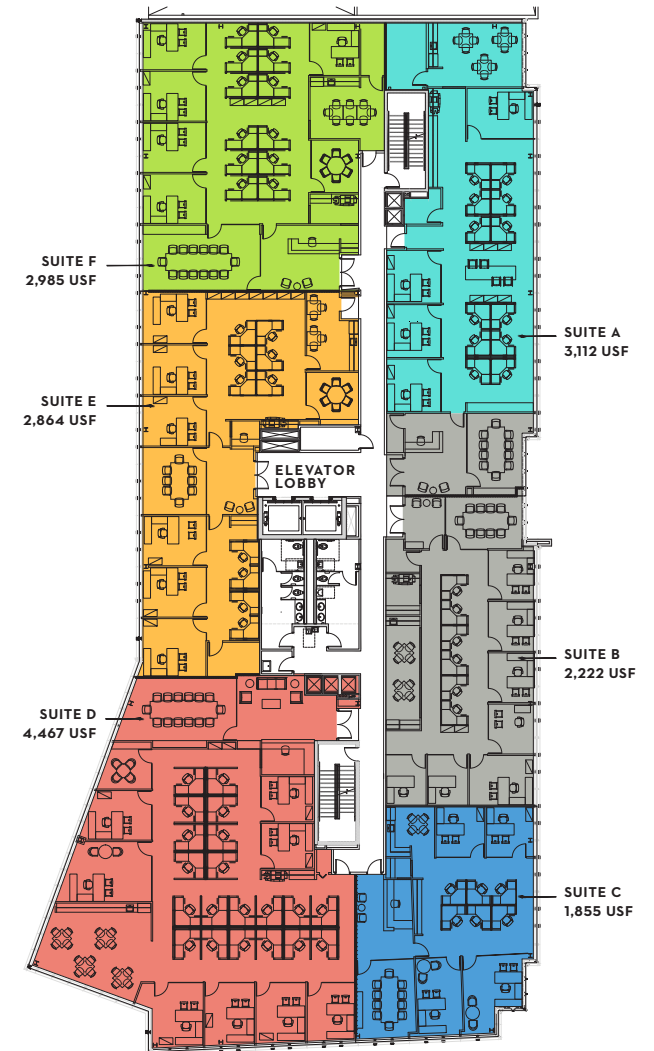 SUITE F
2,985 USF
SUITE A
3,112 USF
SUITE E
2,864 USF
ELEVATOR
LOBBY
SUITE B
2,222 USF
SUITE D
4,467 USF
SUITE C
1,855 USF